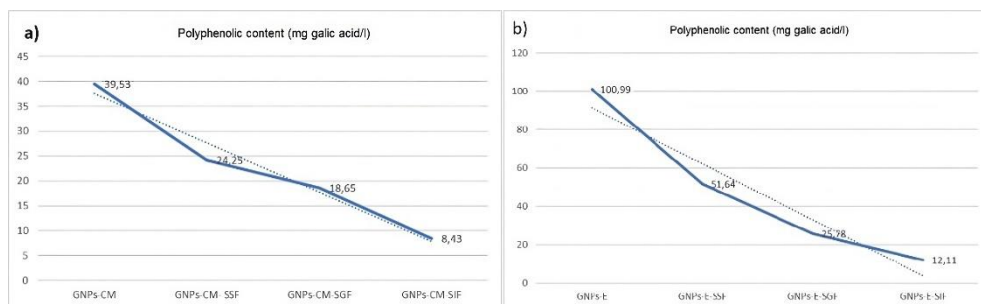 a)
Polyphenolic content (mg galic acid/l)
45
40
35
30
25
20
15
10
5
0
39,53
24,25
18,65
8,43
GNPs-CM
GNPs-CM- SSF
GNPs-CM-SGF
GNPs-CM-SIF
b)
Polyphenolic content (mg galic acid/l)
120
100
80
60
40
20
0
100,99
51,64
25,78
12,11
GNPs-E
GNPs-E-SSF
GNPs-E-SGF
GNPs-E-SIF